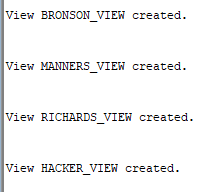 View BRONSON_VIEW created.
View MANNERS_VIEW created.
View RICHARDS_VIEW created.
View HACKER_VIEW created.